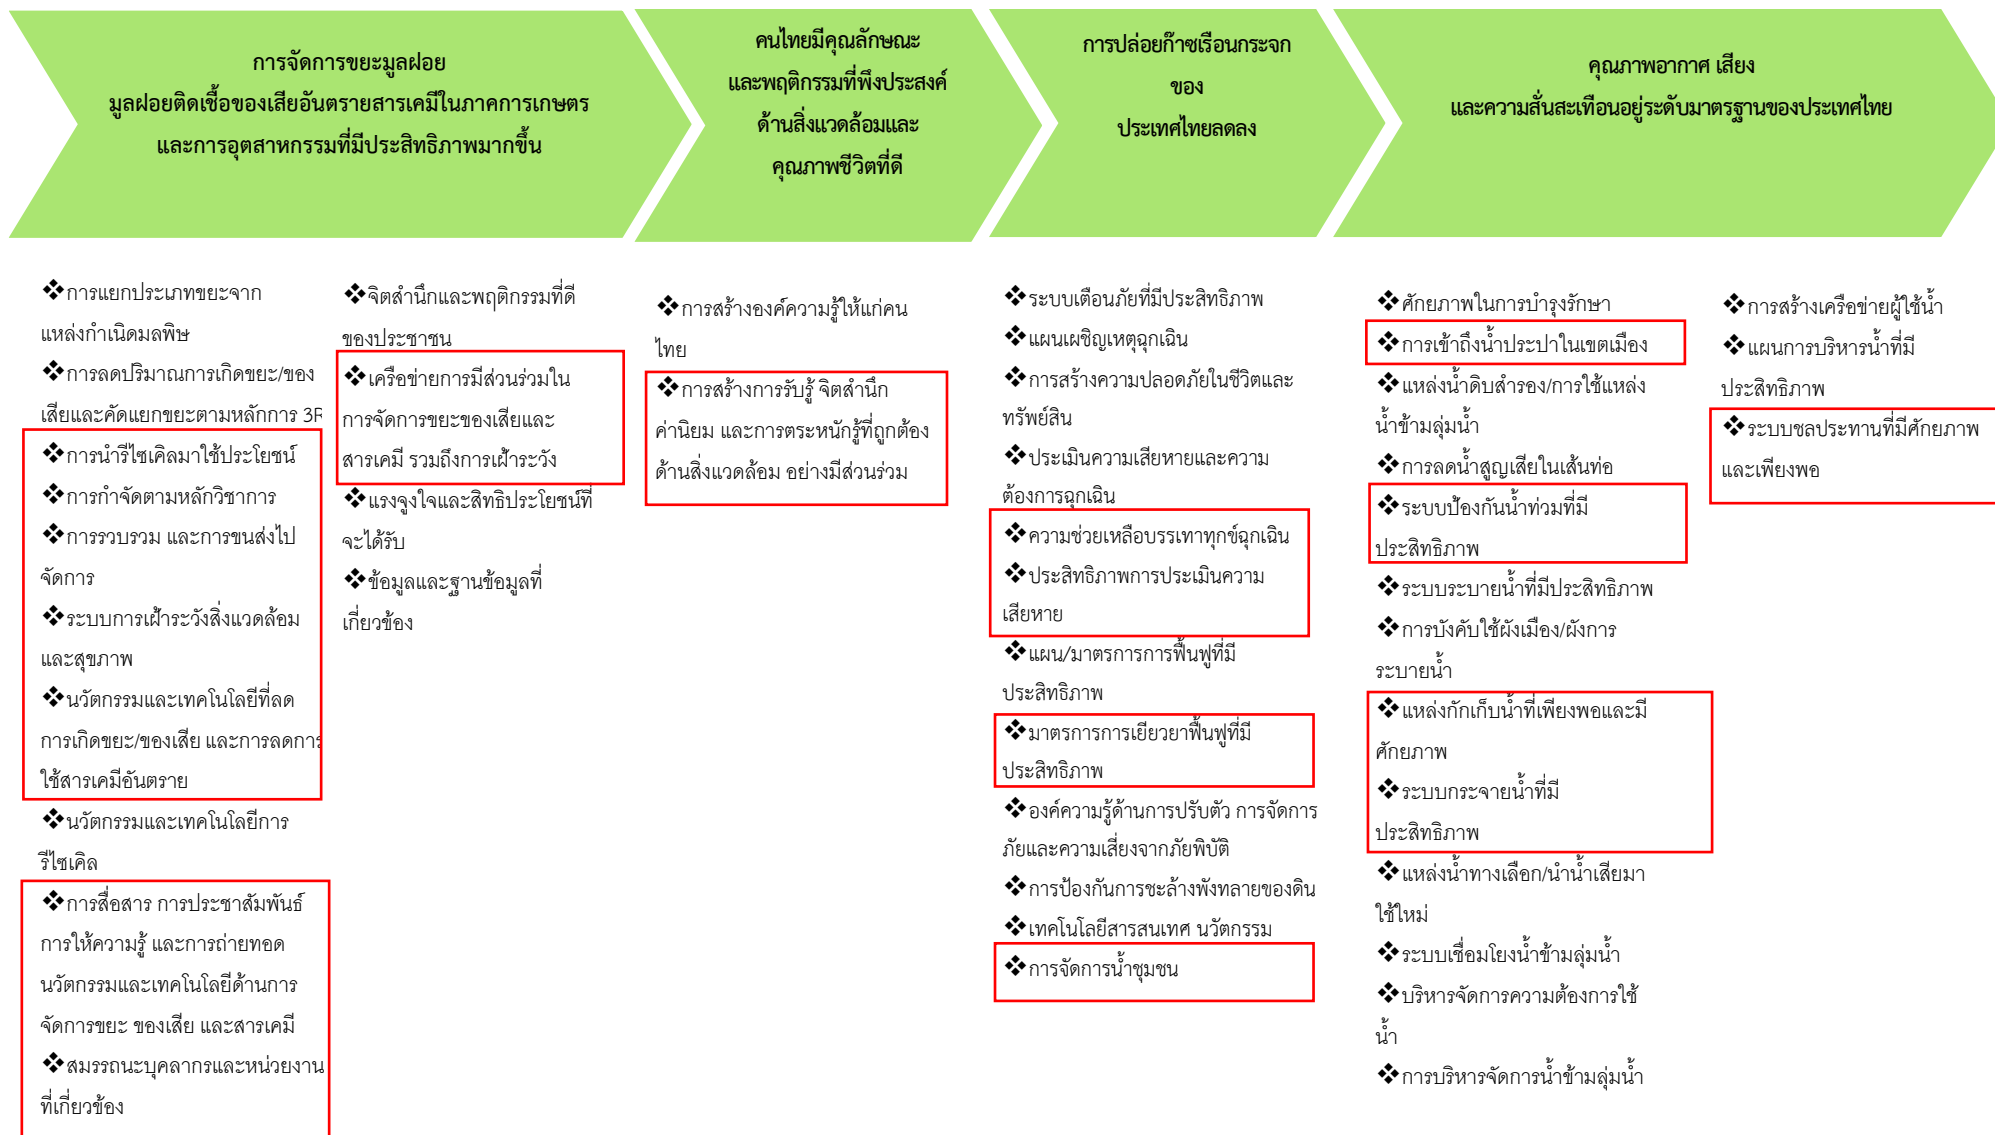 การจัดการขยะมูลฝอย
มูลฝอยติดเชื้อของเสียอันตรายสารเคมีในภาคการเกษตร
และการอุตสาหกรรมที่มีประสิทธิภาพมากขึ้น
คนไทยมีคุณลักษณะ
และพฤติกรรมที่พึงประสงค์
ด้านสิ่งแวดล้อมและ
คุณภาพชีวิตที่ดี
การปล่อยก๊าซเรือนกระจก
ของ
ประเทศไทยลดลง
คุณภาพอากาศ เสียง
และความสั่นสะเทือนอยู่ระดับมาตรฐานของประเทศไทย
❖การแยกประเภทขยะจาก
แหล่งกำเนิดมลพิษ
❖การลดปริมาณการเกิดขยะ/ของ
เสียและคัดแยกขยะตามหลักการ 3R
❖การนำรีไซเคิลมาใช้ประโยชน์
❖การกำจัดตามหลักวิชาการ
❖การรวบรวม และการขนส่งไป
จัดการ
❖ระบบการเฝ้าระวังสิ่งแวดล้อม
และสุขภาพ
❖นวัตกรรมและเทคโนโลยีที่ลด
การเกิดขยะ/ของเสีย และการลดการ
ใช้สารเคมีอันตราย
❖นวัตกรรมและเทคโนโลยีการ
รีไซเคิล
❖การสื่อสาร การประชาสัมพันธ์
การให้ความรู้ และการถ่ายทอด
นวัตกรรมและเทคโนโลยีด้านการ
จัดการขยะ ของเสีย และสารเคมี
❖สมรรถนะบุคลากรและหน่วยงาน
ที่เกี่ยวข้อง
❖จิตสำนึกและพฤติกรรมที่ดี
ของประชาชน
❖เครือข่ายการมีส่วนร่วมใน
การจัดการขยะของเสียและ
สารเคมี รวมถึงการเฝ้าระวัง
❖แรงจูงใจและสิทธิประโยชน์ที่
จะได้รับ
❖ข้อมูลและฐานข้อมูลที่
เกี่ยวข้อง
❖การสร้างองค์ความรู้ให้แก่คน
ไทย
❖การสร้างการรับรู้ จิตสำนึก
ค่านิยม และการตระหนักรู้ที่ถูกต้อง
ด้านสิ่งแวดล้อม อย่างมีส่วนร่วม
❖ระบบเตือนภัยที่มีประสิทธิภาพ
❖แผนเผชิญเหตุฉุกเฉิน
❖การสร้างความปลอดภัยในชีวิตและ
ทรัพย์สิน
❖ประเมินความเสียหายและความ
ต้องการฉุกเฉิน
❖ความช่วยเหลือบรรเทาทุกข์ฉุกเฉิน
❖ประสิทธิภาพการประเมินความ
เสียหาย
❖แผน/มาตรการการฟื้นฟูที่มี
ประสิทธิภาพ
❖มาตรการการเยียวยาฟื้นฟูที่มี
ประสิทธิภาพ
❖องค์ความรู้ด้านการปรับตัว การจัดการ
ภัยและความเสี่ยงจากภัยพิบัติ
❖การป้องกันการชะล้างพังทลายของดิน
❖เทคโนโลยีสารสนเทศ นวัตกรรม
❖การจัดการน้ำชุมชน
❖ศักยภาพในการบำรุงรักษา
❖การเข้าถึงน้ำประปาในเขตเมือง
❖แหล่งน้ำดิบสำรอง/การใช้แหล่ง
น้ำข้ามลุ่มน้ำ
❖การลดน้ำสูญเสียในเส้นท่อ
❖ระบบป้องกันน้ำท่วมที่มี
ประสิทธิภาพ
❖ระบบระบายน้ำที่มีประสิทธิภาพ
❖การบังคับใช้ผังเมือง/ผังการ
ระบายน้ำ
❖แหล่งกักเก็บน้ำที่เพียงพอและมี
ศักยภาพ
❖ระบบกระจายน้ำที่มี
ประสิทธิภาพ
❖แหล่งน้ำทางเลือก/นำน้ำเสียมา
ใช้ใหม่
❖ระบบเชื่อมโยงน้ำข้ามลุ่มน้ำ
❖บริหารจัดการความต้องการใช้
น้ำ
❖การบริหารจัดการน้ำข้ามลุ่มน้ำ
❖การสร้างเครือข่ายผู้ใช้น้ำ
❖แผนการบริหารน้ำที่มี
ประสิทธิภาพ
❖ระบบชลประทานที่มีศักยภาพ
และเพียงพอ